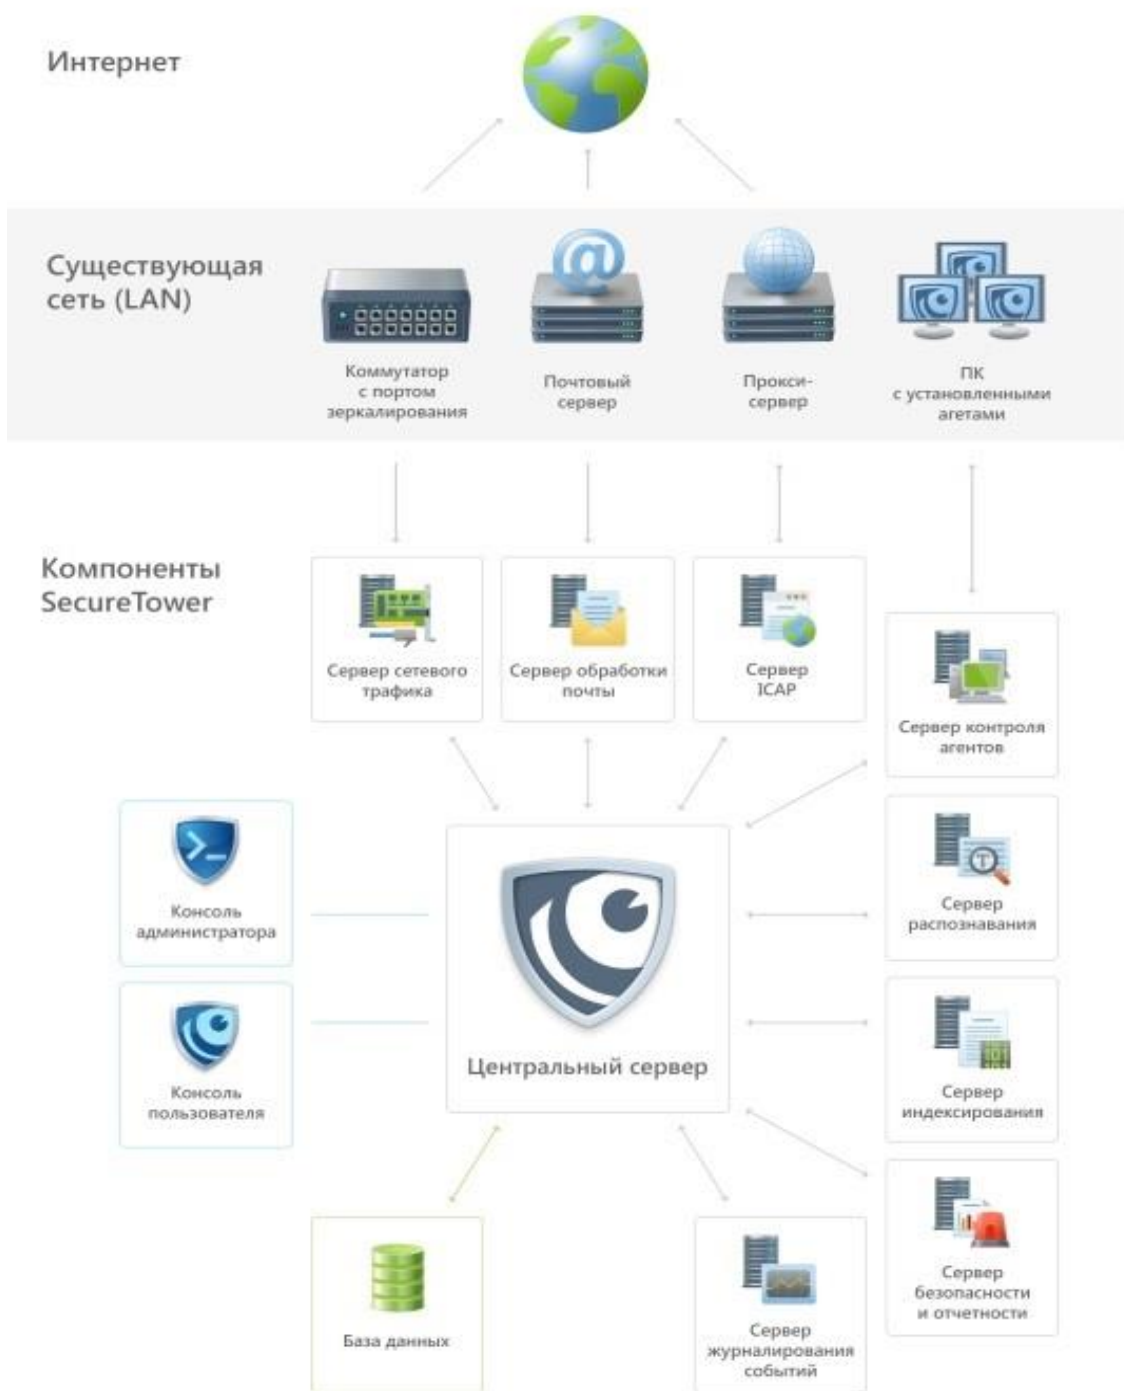 Интернет
Существующая
сеть (LAN)
Коммутатор
с портом
зеркалирования
Почтовый
сервер
Прокси-
сервер
ПК
с установленными
агетами
Компоненты
SecureTower
Сервер сетевого
трафика
Сервер обработки
почты
Сервер
ICAP
Сервер контроля
агентов
Консоль
администратора
Сервер
распознавания
Центральный сервер
Консоль
пользователя
Сервер
индексирования
База данных
Сервер
журналирования
событий
Сервер
безопасности
и отчетности